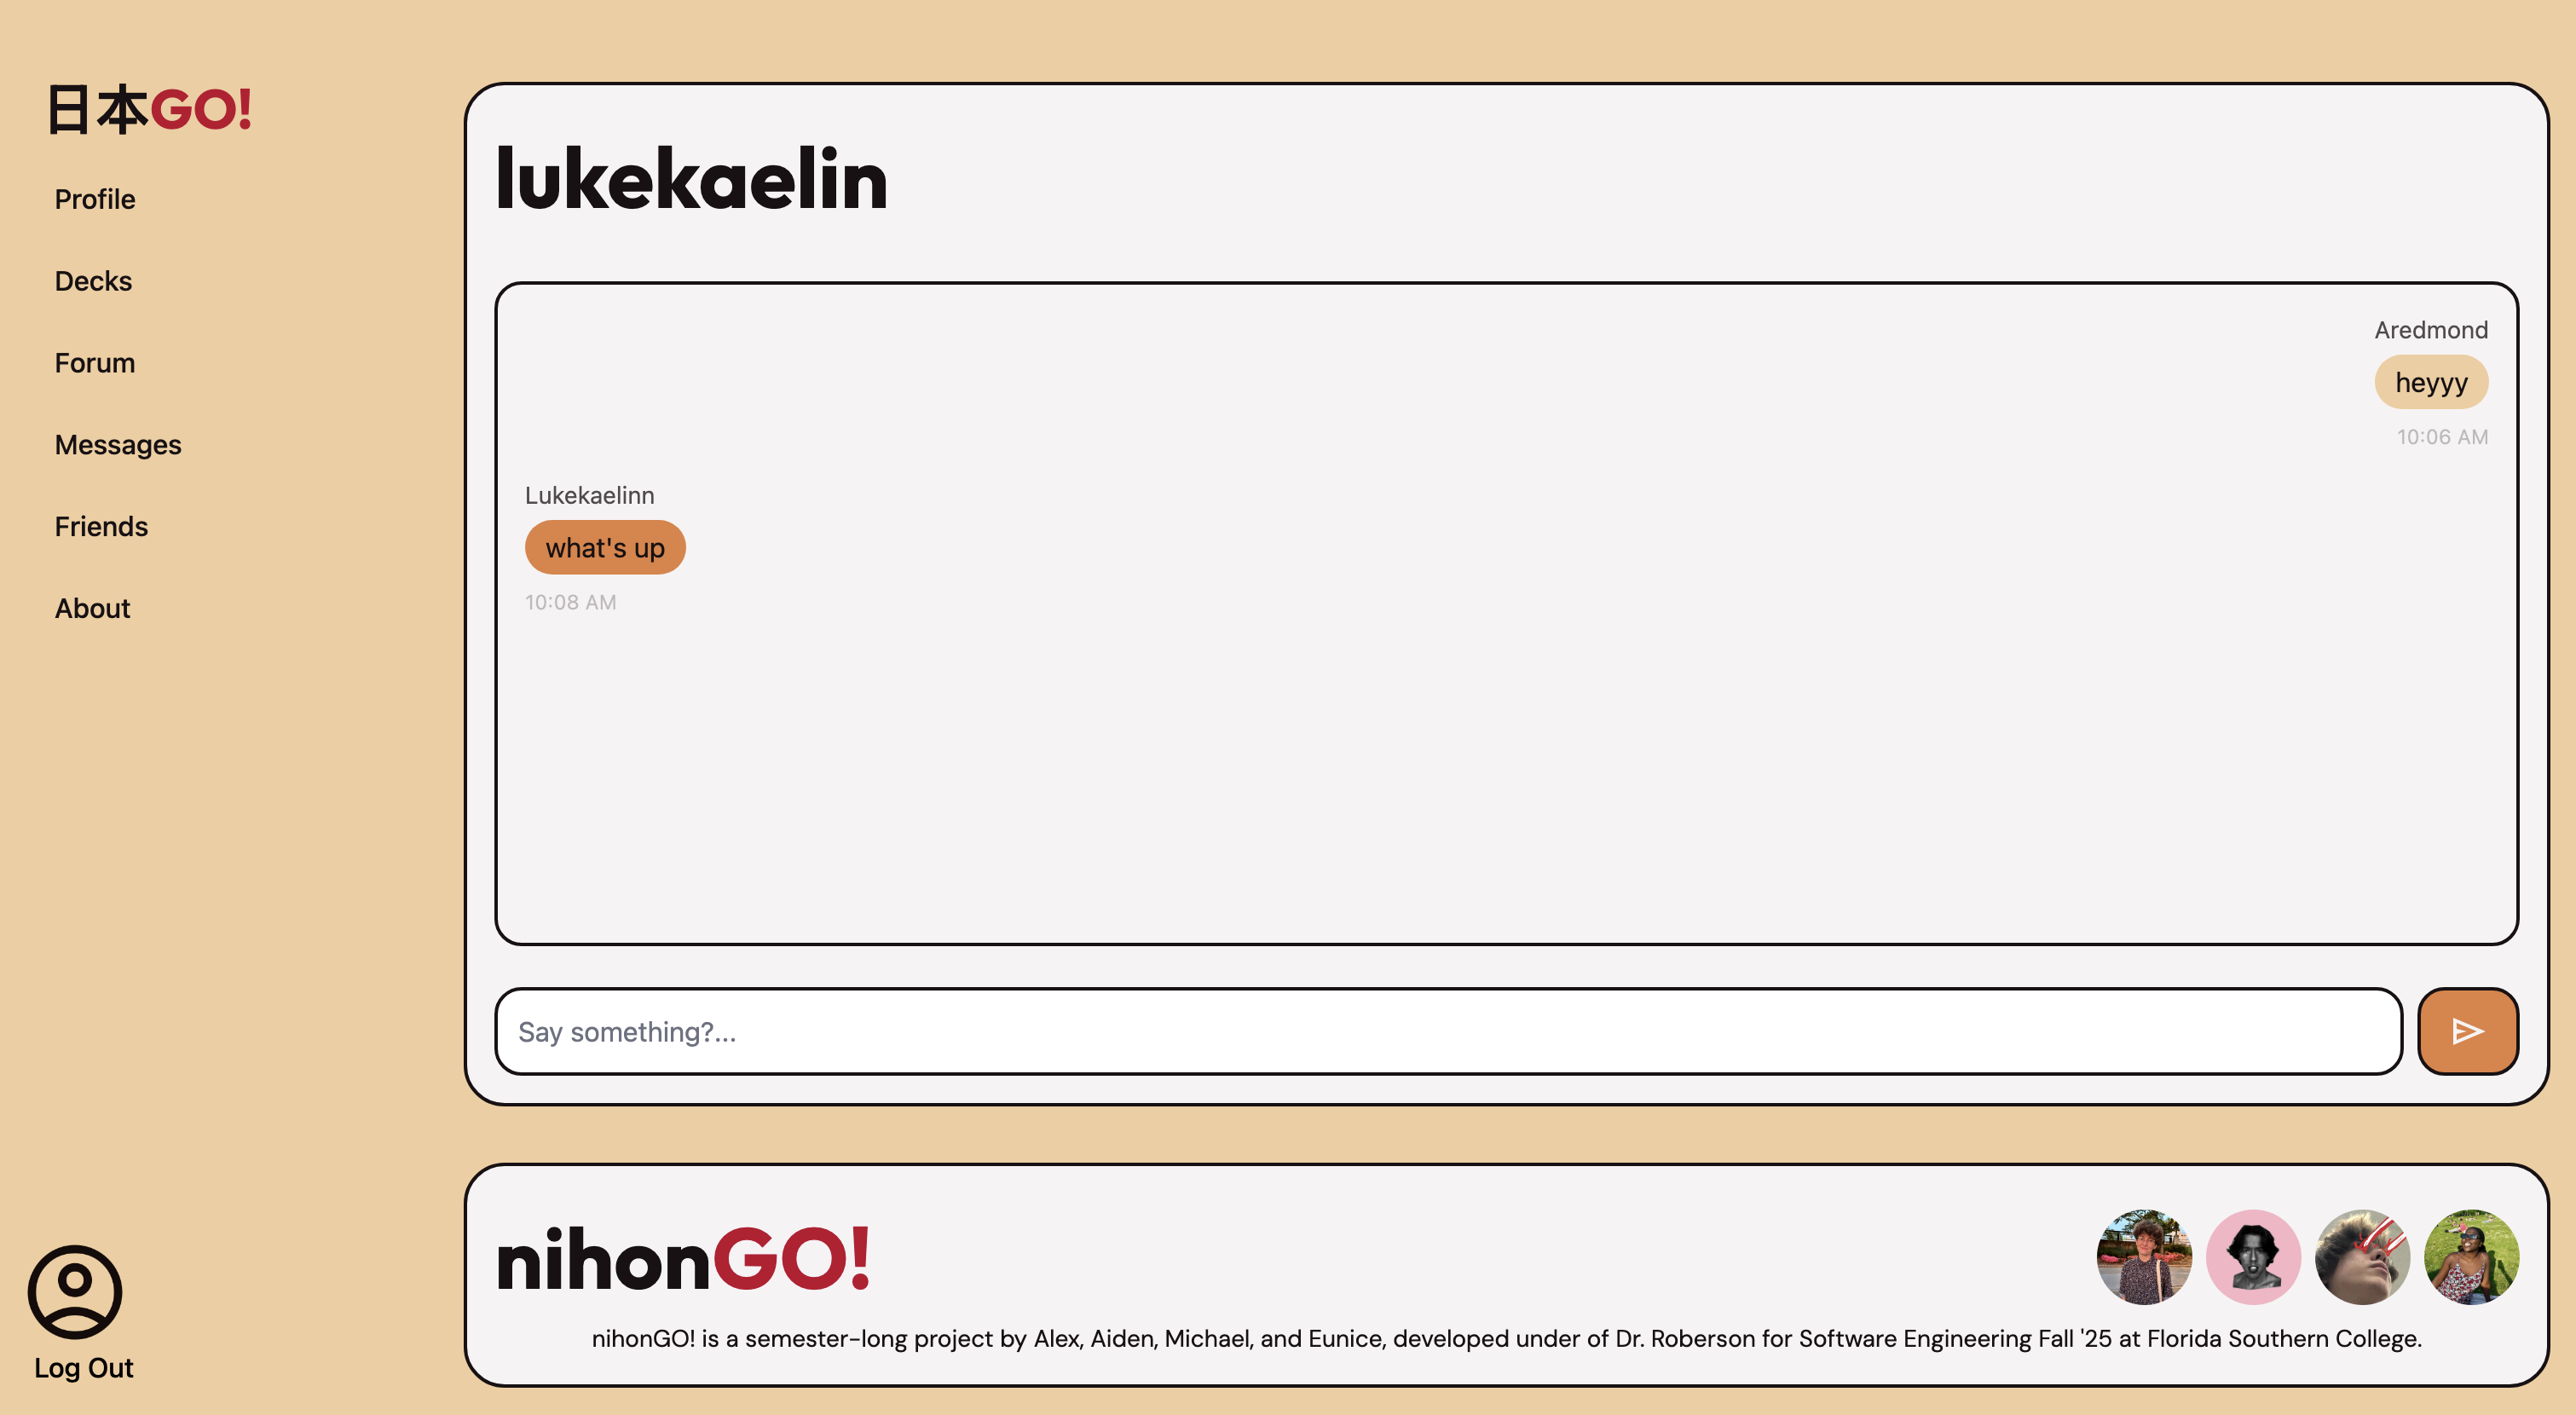 日本GO!
Profile
Decks
Forum
Messages
Friends
About
Log Out
lukekaelin
Aredmond
heyyy
10:06 AM
Lukekaelinn
what's up
10:08 AM
Say something?...
nihonGO!
nihonGO! is a semester-long project by Alex, Aiden, Michael, and Eunice, developed under of Dr. Roberson for Software Engineering Fall '25 at Florida Southern College.